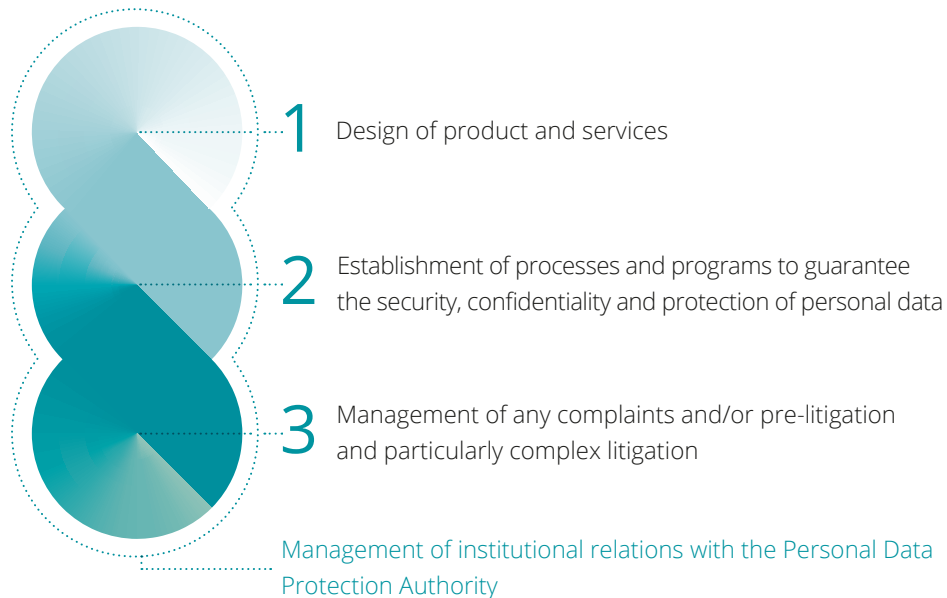 1 Design of product and services
2 Establishment of processes and programs to guarantee
the security, confidentiality and protection of personal data
3 Management of any complaints and/or pre-litigation
and particularly complex litigation
Management of institutional relations with the Personal Data
Protection Authority